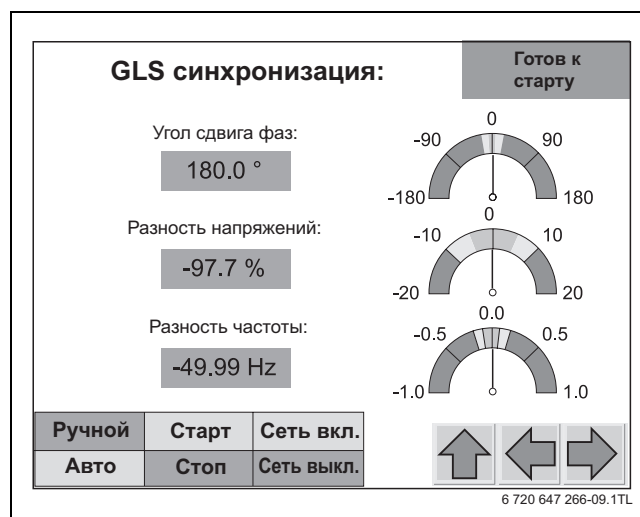 GLS синхронизация:
Готов к
старту
Угол сдвига фаз:
180.0 °
0
-90 90
-180 180
Разность напряжений:
-97.7 %
0
-10 10
-20 20
Разность частоты:
-49.99 Hz
0.0
-0.5 0.5
-1.0 1.0
Ручной Старт Сеть вкл.
Авто Стоп Сеть выкл.
6 720 647 266-09.1TL